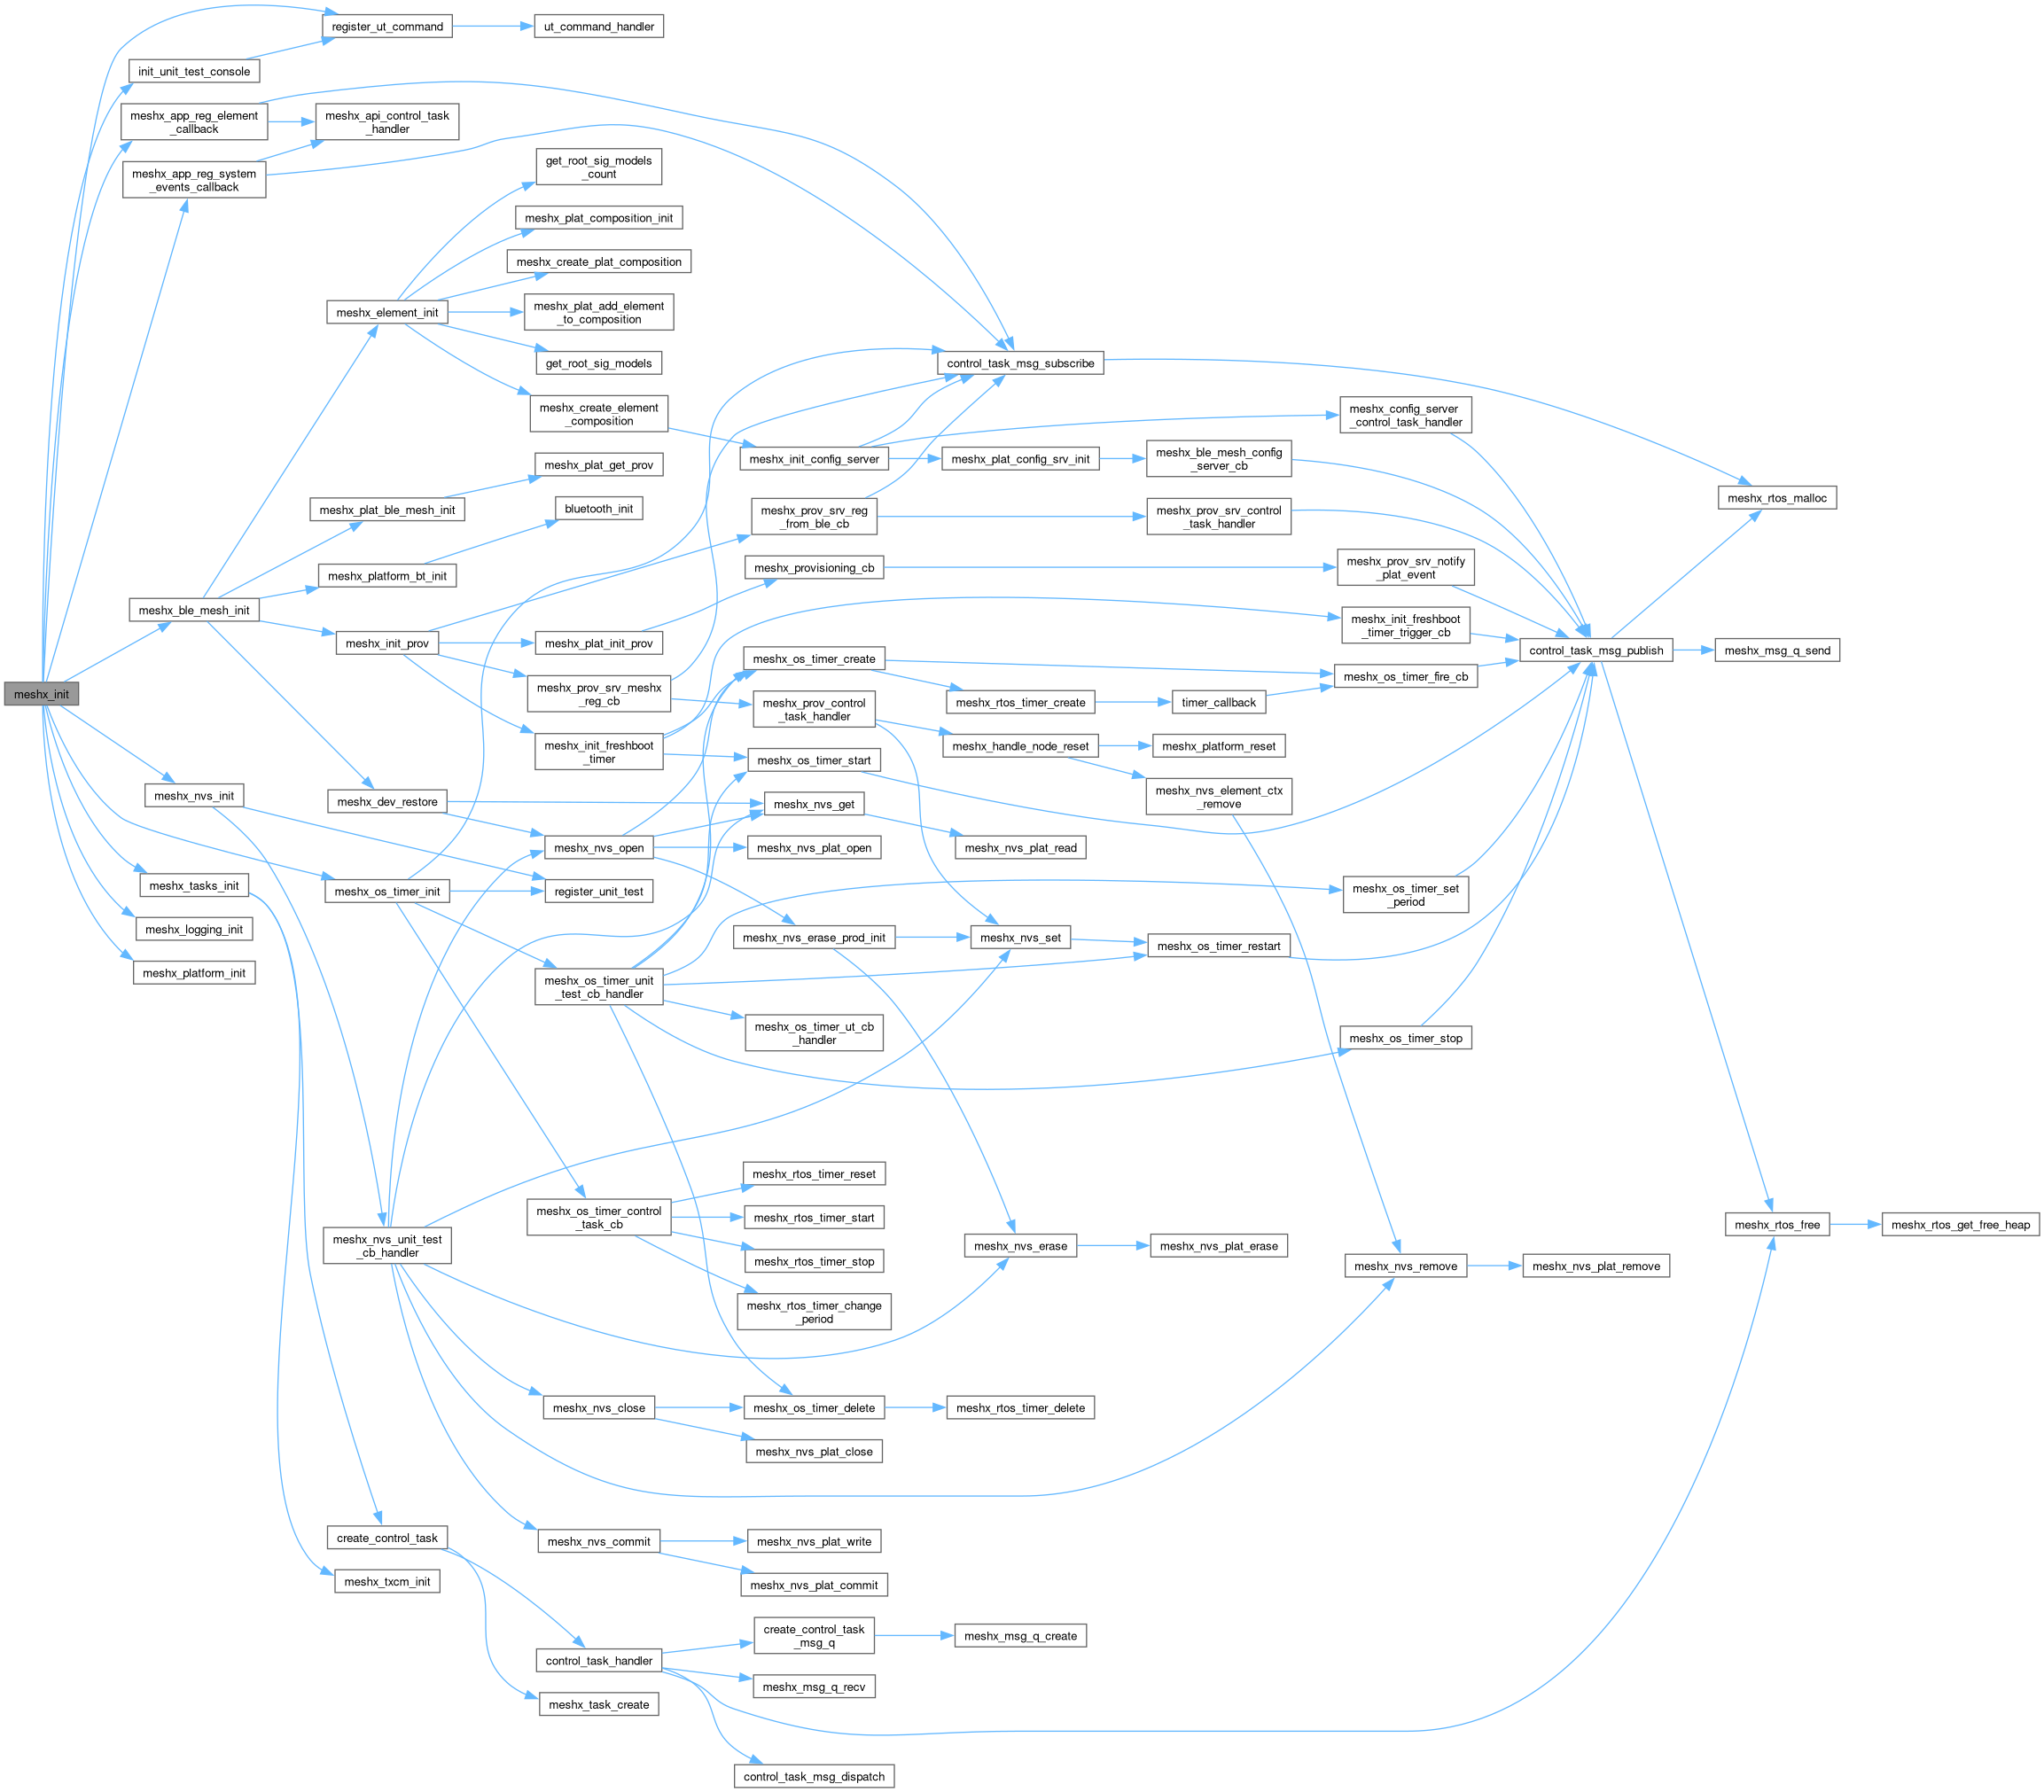 meshx_init
register_ut_command
init_unit_test_console
meshx_app_reg_element
_callback
meshx_app_reg_system
_events_callback
meshx_ble_mesh_init
meshx_nvs_init
meshx_tasks_init
meshx_logging_init
meshx_platform_init
ut_command_handler
meshx_api_control_task
_handler
meshx_element_init
meshx_plat_ble_mesh_init
meshx_platform_bt_init
meshx_init_prov
meshx_dev_restore
meshx_os_timer_init
meshx_nvs_unit_test
_cb_handler
create_control_task
meshx_txcm_init
get_root_sig_models
_count
meshx_plat_composition_init
meshx_create_plat_composition
meshx_plat_add_element
_to_composition
get_root_sig_models
meshx_create_element
_composition
meshx_plat_get_prov
bluetooth_init
meshx_plat_init_prov
meshx_prov_srv_meshx
_reg_cb
meshx_init_freshboot
_timer
meshx_nvs_open
register_unit_test
meshx_os_timer_unit
_test_cb_handler
meshx_os_timer_control
_task_cb
meshx_nvs_close
meshx_nvs_commit
control_task_handler
meshx_task_create
meshx_init_config_server
meshx_prov_srv_reg
_from_ble_cb
meshx_provisioning_cb
meshx_os_timer_create
meshx_prov_control
_task_handler
meshx_os_timer_start
meshx_nvs_get
meshx_nvs_plat_open
meshx_nvs_erase_prod_init
meshx_os_timer_ut_cb
_handler
meshx_rtos_timer_reset
meshx_rtos_timer_start
meshx_rtos_timer_stop
meshx_rtos_timer_change
_period
meshx_os_timer_delete
meshx_nvs_plat_close
meshx_nvs_plat_write
meshx_nvs_plat_commit
create_control_task
_msg_q
meshx_msg_q_recv
control_task_msg_dispatch
control_task_msg_subscribe
meshx_plat_config_srv_init
meshx_rtos_timer_create
meshx_handle_node_reset
meshx_nvs_plat_read
meshx_nvs_set
meshx_nvs_erase
meshx_rtos_timer_delete
meshx_msg_q_create
meshx_ble_mesh_config
_server_cb
meshx_prov_srv_control
_task_handler
timer_callback
meshx_platform_reset
meshx_nvs_element_ctx
_remove
meshx_os_timer_restart
meshx_nvs_plat_erase
meshx_config_server
_control_task_handler
meshx_prov_srv_notify
_plat_event
meshx_init_freshboot
_timer_trigger_cb
meshx_os_timer_fire_cb
meshx_os_timer_set
_period
meshx_os_timer_stop
meshx_nvs_remove
control_task_msg_publish
meshx_nvs_plat_remove
meshx_rtos_malloc
meshx_msg_q_send
meshx_rtos_free
meshx_rtos_get_free_heap